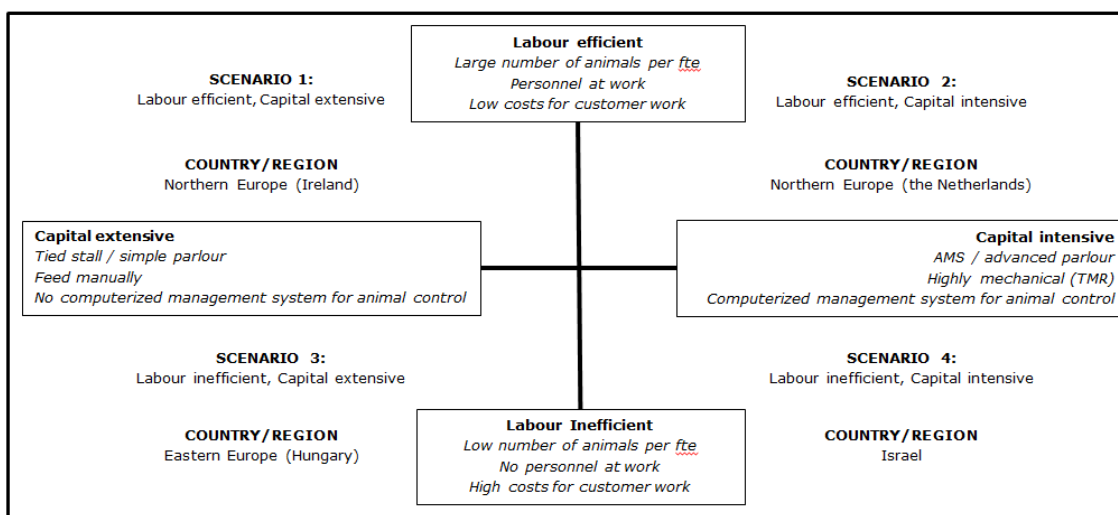 Labour efficient
Large number of animals per fte
Personnel at work
Low costs for customer work
SCENARIO 1:
Labour efficient, Capital extensive
SCENARIO 2:
Labour efficient, Capital intensive
COUNTRY/REGION
Northern Europe (Ireland)
COUNTRY/REGION
Northern Europe (the Netherlands)
Capital extensive
Tied stall / simple parlour
Feed manually
No computerized management system for animal control
Capital intensive
AMS / advanced parlour
Highly mechanical (TMR)
Computerized management system for animal control
SCENARIO 3:
Labour inefficient, Capital extensive
SCENARIO 4:
Labour inefficient, Capital intensive
COUNTRY/REGION
Eastern Europe (Hungary)
Labour Inefficient
Low number of animals per fte
No personnel at work
High costs for customer work
COUNTRY/REGION
Israel